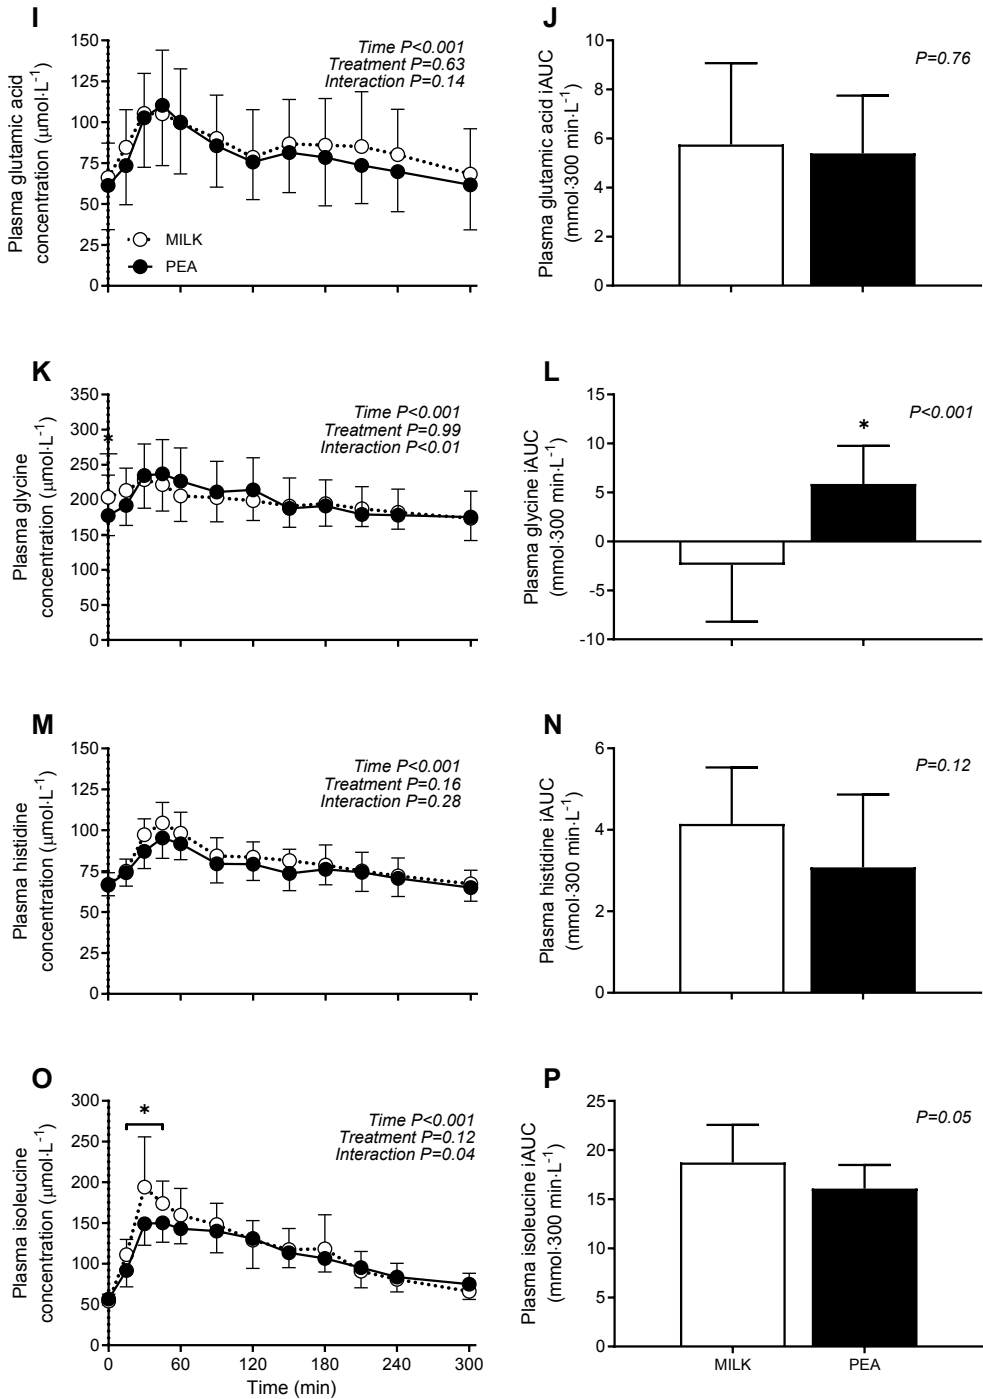 I
Plasma glutamic acid
concentration (μmol·L⁻¹)
150
125
100
75
50
25
0
Time P<0.001
Treatment P=0.63
Interaction P=0.14
MILK
PEA
J
Plasma glutamic acid iAUC
(mmol·300 min·L⁻¹)
10
8
6
4
2
0
P=0.76
K
Plasma glycine
concentration (μmol·L⁻¹)
350
300
250
200
150
100
50
0
*
Time P<0.001
Treatment P=0.99
Interaction P<0.01
L
Plasma glycine iAUC
(mmol·300 min·L⁻¹)
15
10
5
0
-5
-10
*
P<0.001
M
Plasma histidine
concentration (μmol·L⁻¹)
150
125
100
75
50
25
0
Time P<0.001
Treatment P=0.16
Interaction P=0.28
N
Plasma histidine iAUC
(mmol·300 min·L⁻¹)
6
4
2
0
P=0.12
O
Plasma isoleucine
concentration (μmol·L⁻¹)
300
250
200
150
100
50
0
*
Time P<0.001
Treatment P=0.12
Interaction P=0.04
0 60 120 180 240 300
Time (min)
P
Plasma isoleucine iAUC
(mmol·300 min·L⁻¹)
25
20
15
10
5
0
P=0.05
MILK PEA